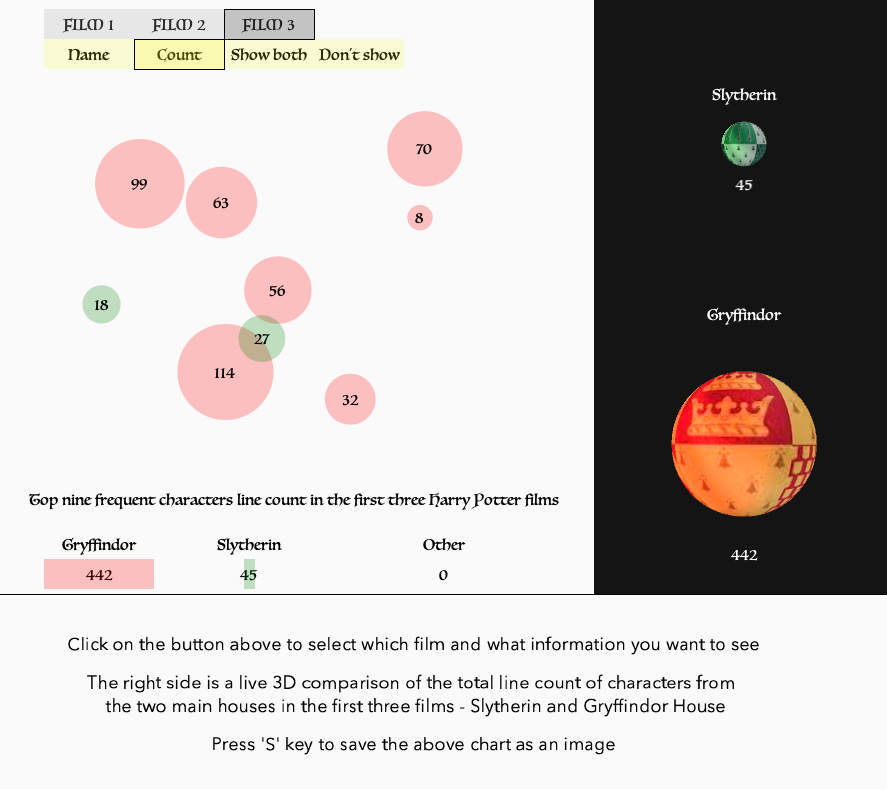 FILM 1 FILM 2 FILM 3
Name Count Show both Don't show
Slytherin
45
99
70
63
8
56
18
27
114
32
Gryffindor
442
Top nine frequent characters line count in the first three Harry Potter films
Gryffindor Slytherin Other
442 45 0
Click on the button above to select which film and what information you want to see
The right side is a live 3D comparison of the total line count of characters from
the two main houses in the first three films - Slytherin and Gryffindor House
Press 'S' key to save the above chart as an image